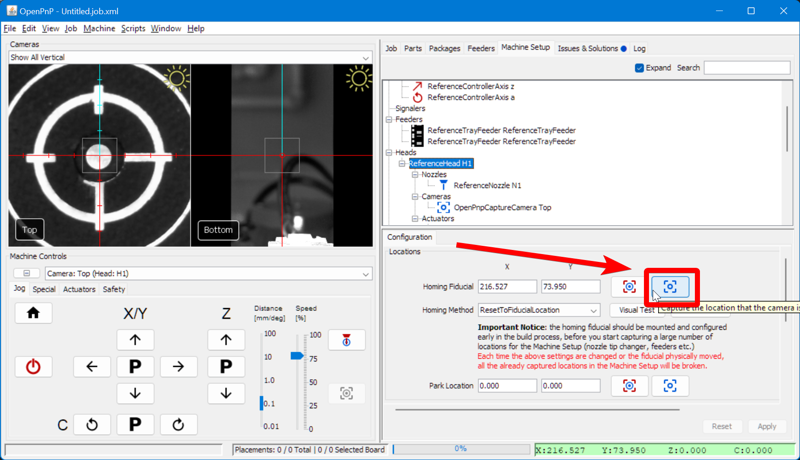 OpenPnP - Untitled.job.xml
File Edit View Job Machine Scripts Window Help
Cameras
Show All Vertical
Top
Bottom
Machine Controls
Camera: Top (Head: H1)
Jog Special Actuators Safety
X/Y
Z
Distance
[mm/deg]
Speed
[%]
100
10
1.0
0.1
0.01
100
75
50
25
0
P
P
C
P
Job Parts Packages Feeders Machine Setup Issues & Solutions Log
Expand Search
ReferenceControllerAxis z
ReferenceControllerAxis a
Signalers
Feeders
ReferenceTrayFeeder ReferenceTrayFeeder
ReferenceTrayFeeder ReferenceTrayFeeder
Heads
ReferenceHead H1
Nozzles
ReferenceNozzle N1
Cameras
OpenPnpCaptureCamera Top
Actuators
Configuration
Locations
X Y
Homing Fiducial 216.527 73.950
Capture the location that the camera is
Homing Method ResetToFiducialLocation Visual Test
Important Notice: the homing fiducial should be mounted and configured
early in the build process, before you start capturing a large number of
locations for the Machine Setup (nozzle tip changer, feeders etc.)
Each time the above settings are changed or the fiducial physically moved,
all the already captured locations in the Machine Setup will be broken.
Park Location 0.000 0.000
Reset Apply
Placements: 0 / 0 Total | 0 / 0 Selected Board 0% X:216.527 Y:73.950 Z:0.000 C:0.000